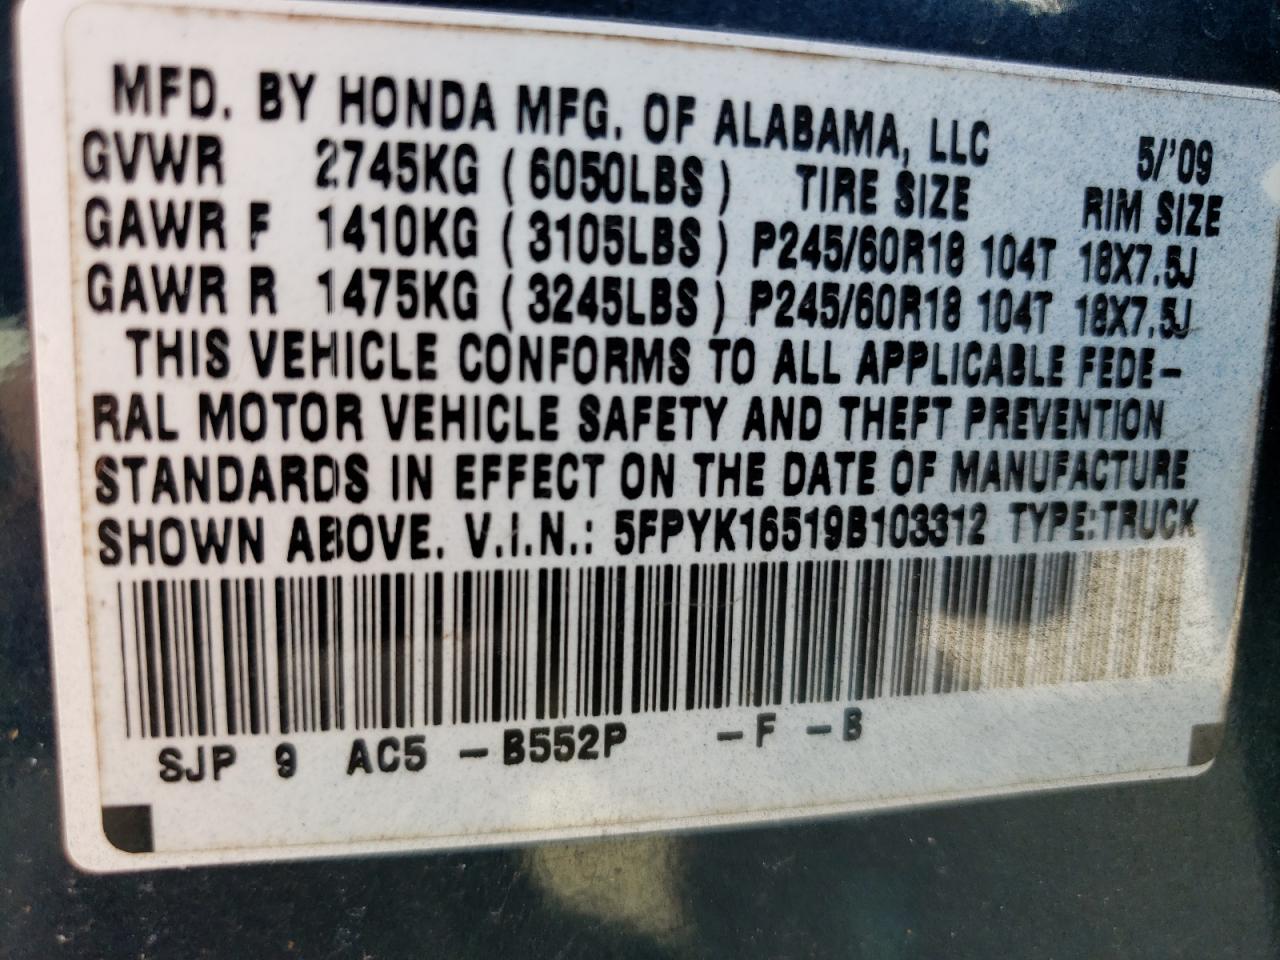 MFD. BY HONDA MFG. OF ALABAMA, LLC 5/'09
GVWR 2745KG ( 6050LBS ) TIRE SIZE RIM SIZE
GAWR F 1410KG ( 3105LBS ) P245/60R18 104T 18X7.5J
GAWR R 1475KG ( 3245LBS ) P245/60R18 104T 18X7.5J
THIS VEHICLE CONFORMS TO ALL APPLICABLE FEDE-
RAL MOTOR VEHICLE SAFETY AND THEFT PREVENTION
STANDARDS IN EFFECT ON THE DATE OF MANUFACTURE
SHOWN ABOVE. V.I.N.: 5FPYK16519B103312 TYPE:TRUCK
SJP 9 AC5 -B552P -F -B